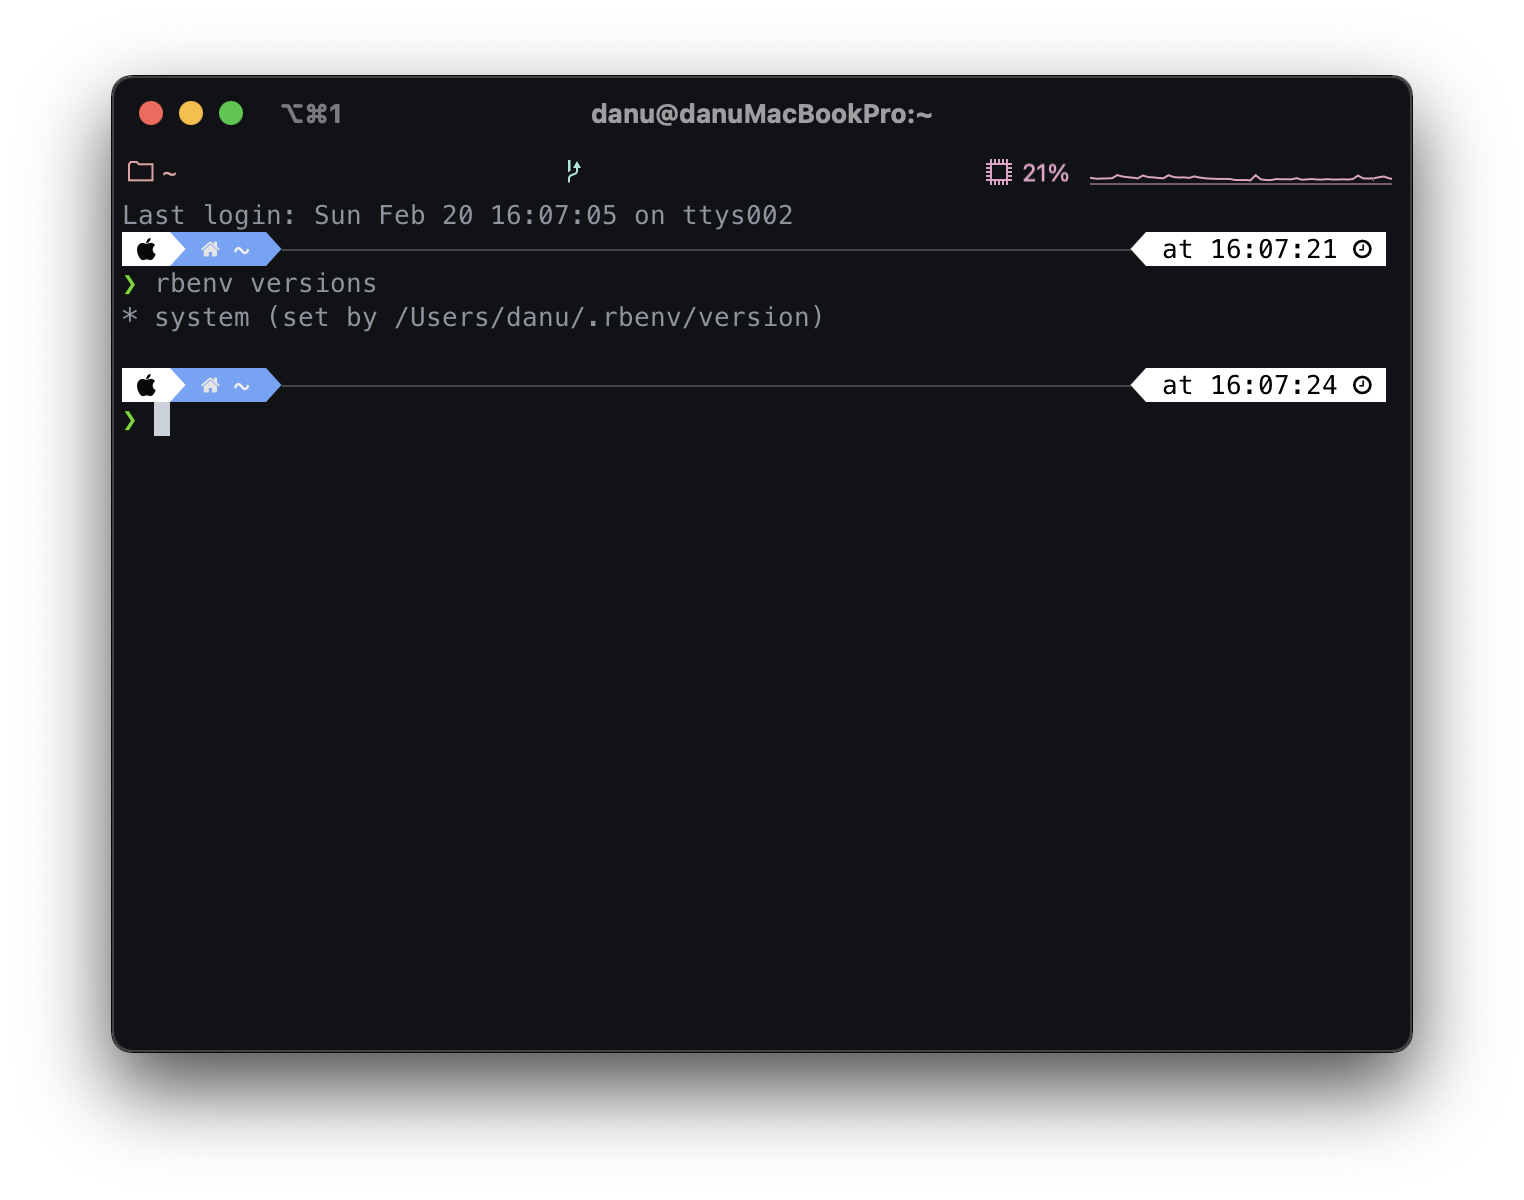 ⌥⌘1 danu@danuMacBookPro:~
~ 21%
Last login: Sun Feb 20 16:07:05 on ttys002
~ at 16:07:21
❯ rbenv versions
* system (set by /Users/danu/.rbenv/version)
~ at 16:07:24
❯